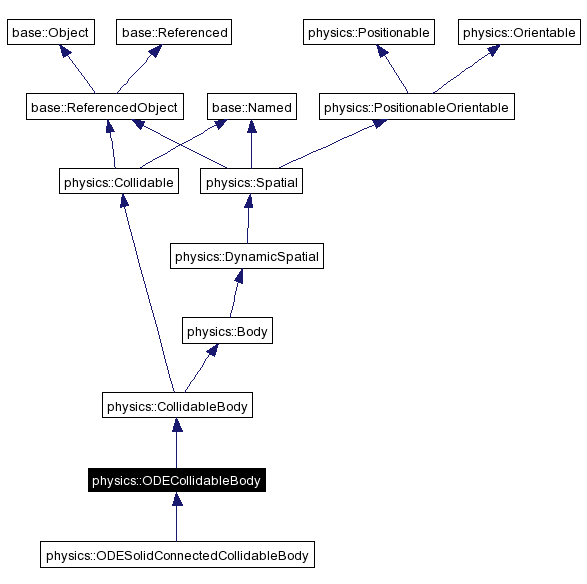 base::Object
base::Referenced
physics::Positionable
physics::Orientable
base::ReferencedObject
base::Named
physics::PositionableOrientable
physics::Collidable
physics::Spatial
physics::DynamicSpatial
physics::Body
physics::CollidableBody
physics::ODECollidableBody
physics::ODESolidConnectedCollidableBody